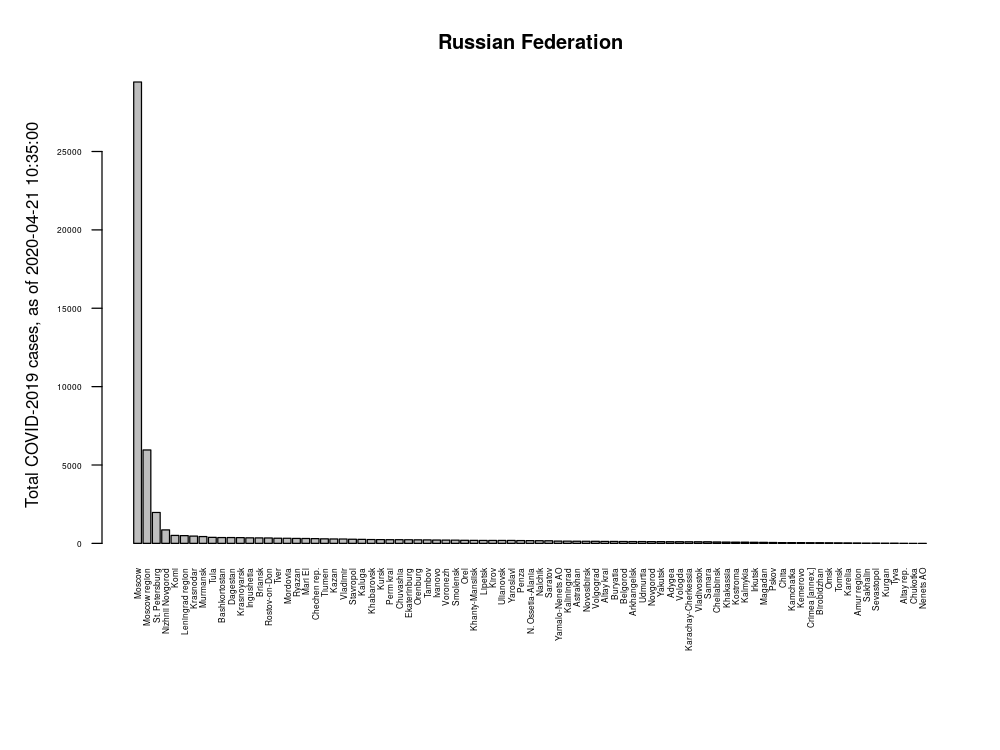 Russian Federation
Total COVID-2019 cases, as of 2020-04-21 10:35:00
25000
20000
15000
10000
5000
0
Moscow
Moscow region
St. Petersburg
Nizhnii Novgorod
Komi
Leningrad region
Krasnodar
Murmansk
Tula
Bashkortostan
Dagestan
Krasnoyarsk
Ingushetia
Briansk
Rostov-on-Don
Tver
Mordovia
Ryazan
Mari El
Chechen rep.
Tiumen
Kazan
Vladimir
Stavropol
Kaluga
Khabarovsk
Kursk
Perm krai
Chuvashia
Ekaterinburg
Orenburg
Tambov
Ivanovo
Voronezh
Smolensk
Orel
Khanty-Mansiisk
Lipetsk
Kirov
Ulianovsk
Yaroslavl
Penza
N. Ossetia-Alania
Nalchik
Saratov
Yamalo-Nenets AO
Kaliningrad
Astrakhan
Novosibirsk
Volgograd
Altay krai
Buryatia
Belgorod
Arkhangelsk
Udmurtia
Novgorod
Yakutsk
Adygea
Vologda
Karachay-Cherkessia
Vladivostok
Samara
Cheliabinsk
Khakassia
Kostroma
Kalmykia
Irkutsk
Magadan
Pskov
Chita
Kamchatka
Kemerovo
Crimea [annex.]
Birobidzhan
Omsk
Tomsk
Karelia
Amur region
Sakhalin
Sevastopol
Kurgan
Tyva
Altay rep.
Chukotka
Nenets AO